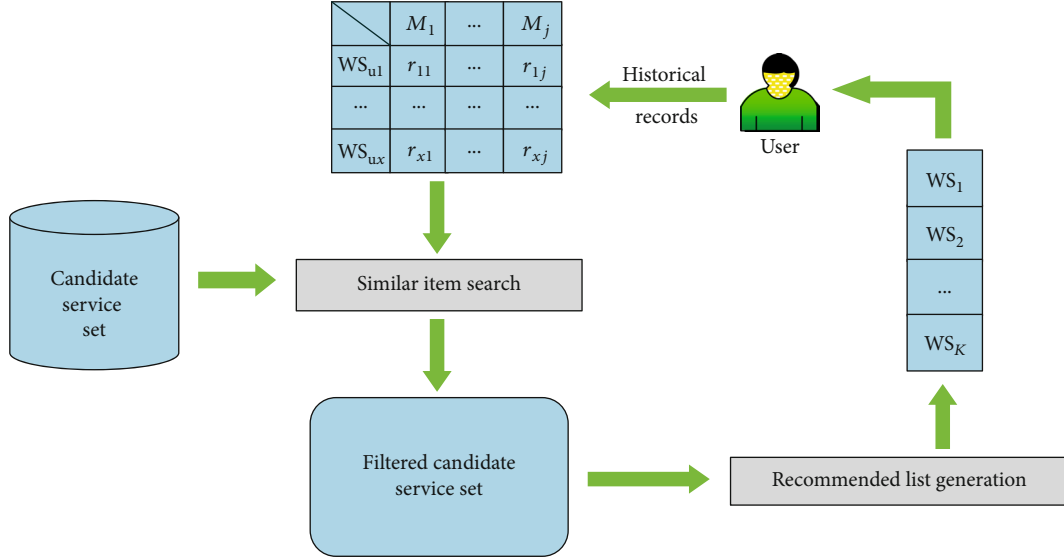 M₁ ... Mⱼ
WSᵤ₁ r₁₁ ... r₁ⱼ
... ... ... ...
WSᵤₓ rₓ₁ ... rₓⱼ
Historical
records
User
WS₁
WS₂
...
WS_K
Candidate
service
set
Similar item search
Filtered candidate
service set
Recommended list generation